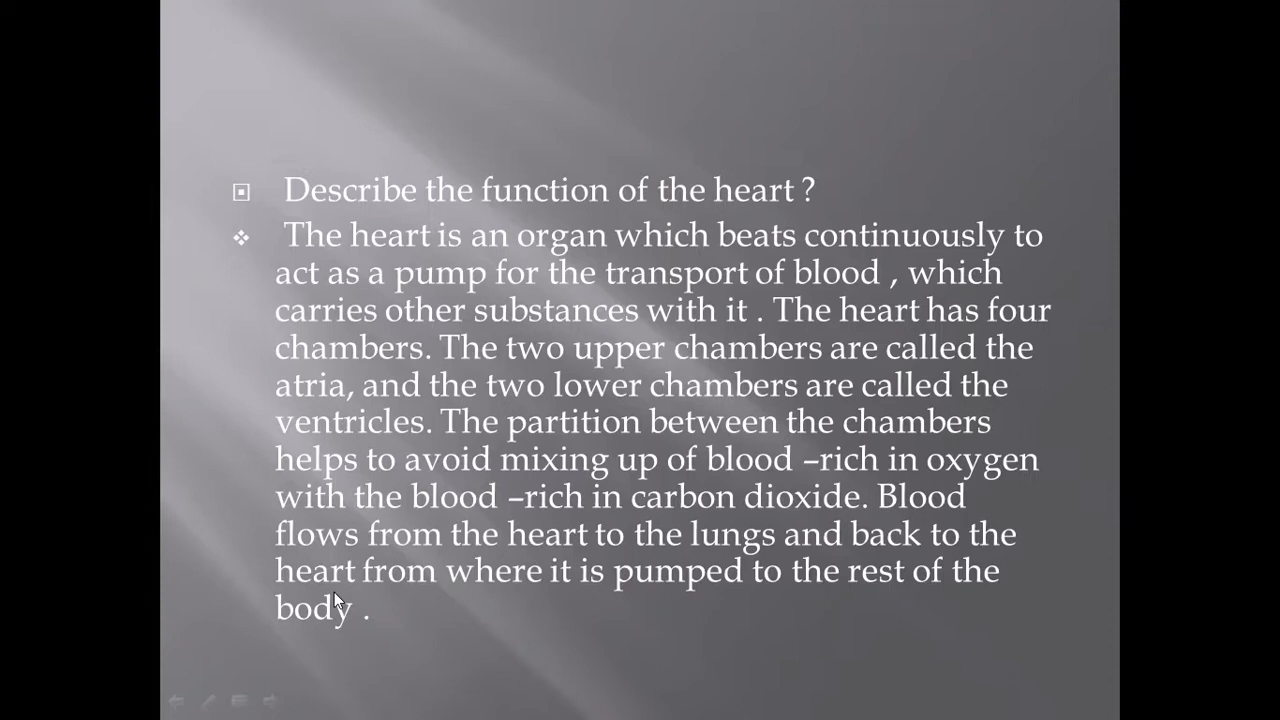 Describe the function of the heart ?
The heart is an organ which beats continuously to
act as a pump for the transport of blood , which
carries other substances with it . The heart has four
chambers. The two upper chambers are called the
atria, and the two lower chambers are called the
ventricles. The partition between the chambers
helps to avoid mixing up of blood –rich in oxygen
with the blood –rich in carbon dioxide. Blood
flows from the heart to the lungs and back to the
heart from where it is pumped to the rest of the
body .